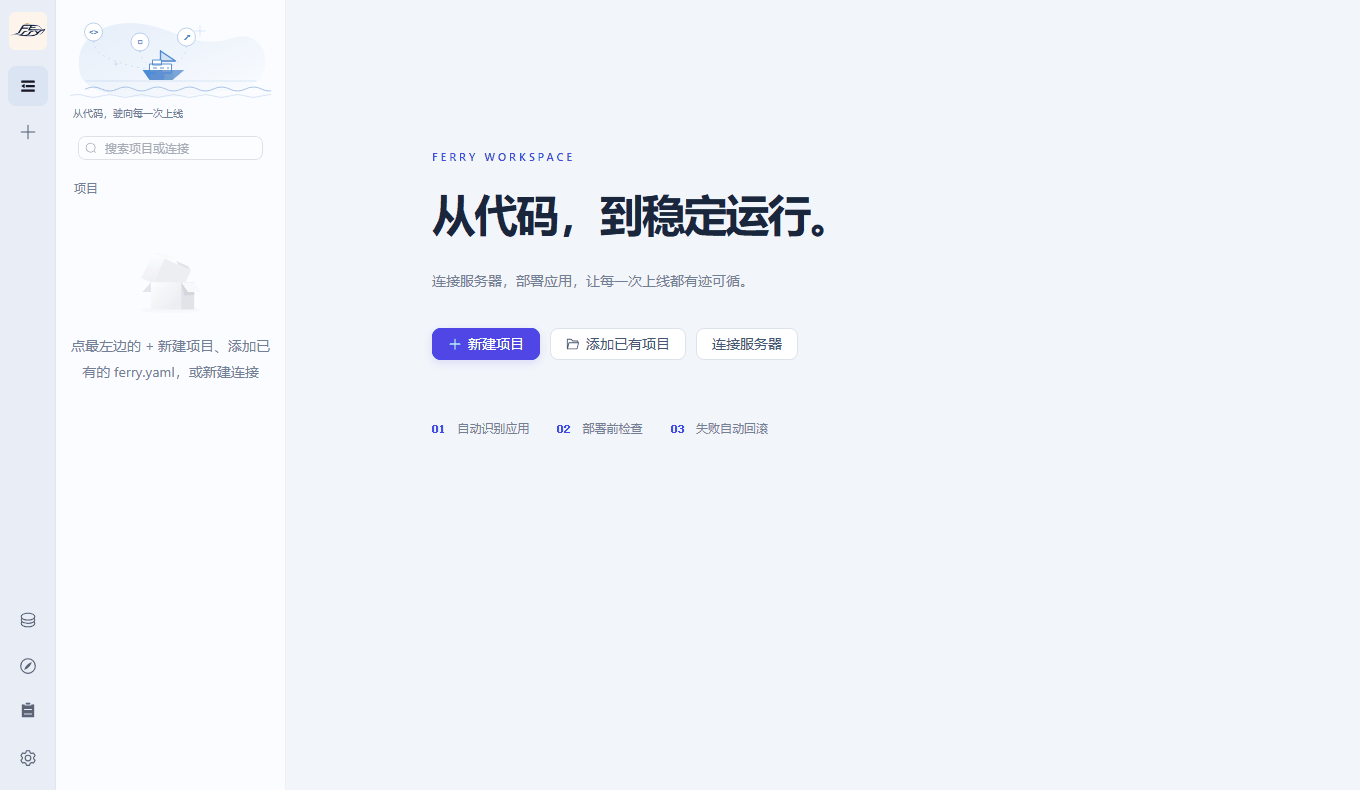 FERRY
从代码，驶向每一次上线
搜索项目或连接
项目
点最左边的 + 新建项目、添加已
有的 ferry.yaml，或新建连接
FERRY WORKSPACE
从代码，到稳定运行。
连接服务器，部署应用，让每一次上线都有迹可循。
新建项目
添加已有项目
连接服务器
01 自动识别应用 02 部署前检查 03 失败自动回滚